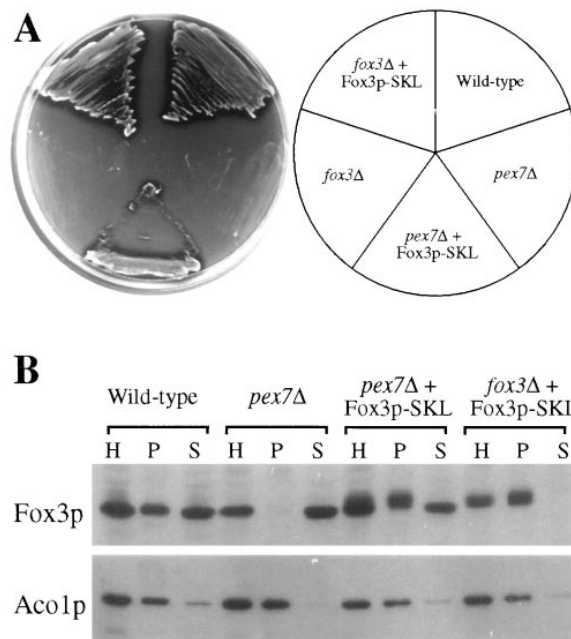 A
fox3Δ +
Fox3p-SKL
Wild-type
fox3Δ
pex7Δ
pex7Δ +
Fox3p-SKL
B
Wild-type
pex7Δ
pex7Δ +
Fox3p-SKL
fox3Δ +
Fox3p-SKL
H P S H P S H P S H P S
Fox3p
Aco1p